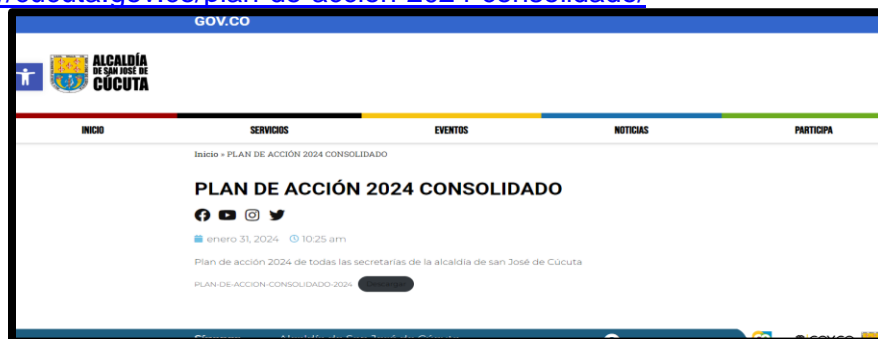 GOV.CO
ALCALDÍA
DE SAN JOSÉ DE
CÚCUTA
INICIO
SERVICIOS
EVENTOS
NOTICIAS
PARTICIPA
Inicio » PLAN DE ACCIÓN 2024 CONSOLIDADO
PLAN DE ACCIÓN 2024 CONSOLIDADO
enero 31, 2024 10:25 am
Plan de acción 2024 de todas las secretarías de la alcaldía de san José de Cúcuta
PLAN-DE-ACCION-CONSOLIDADO-2024